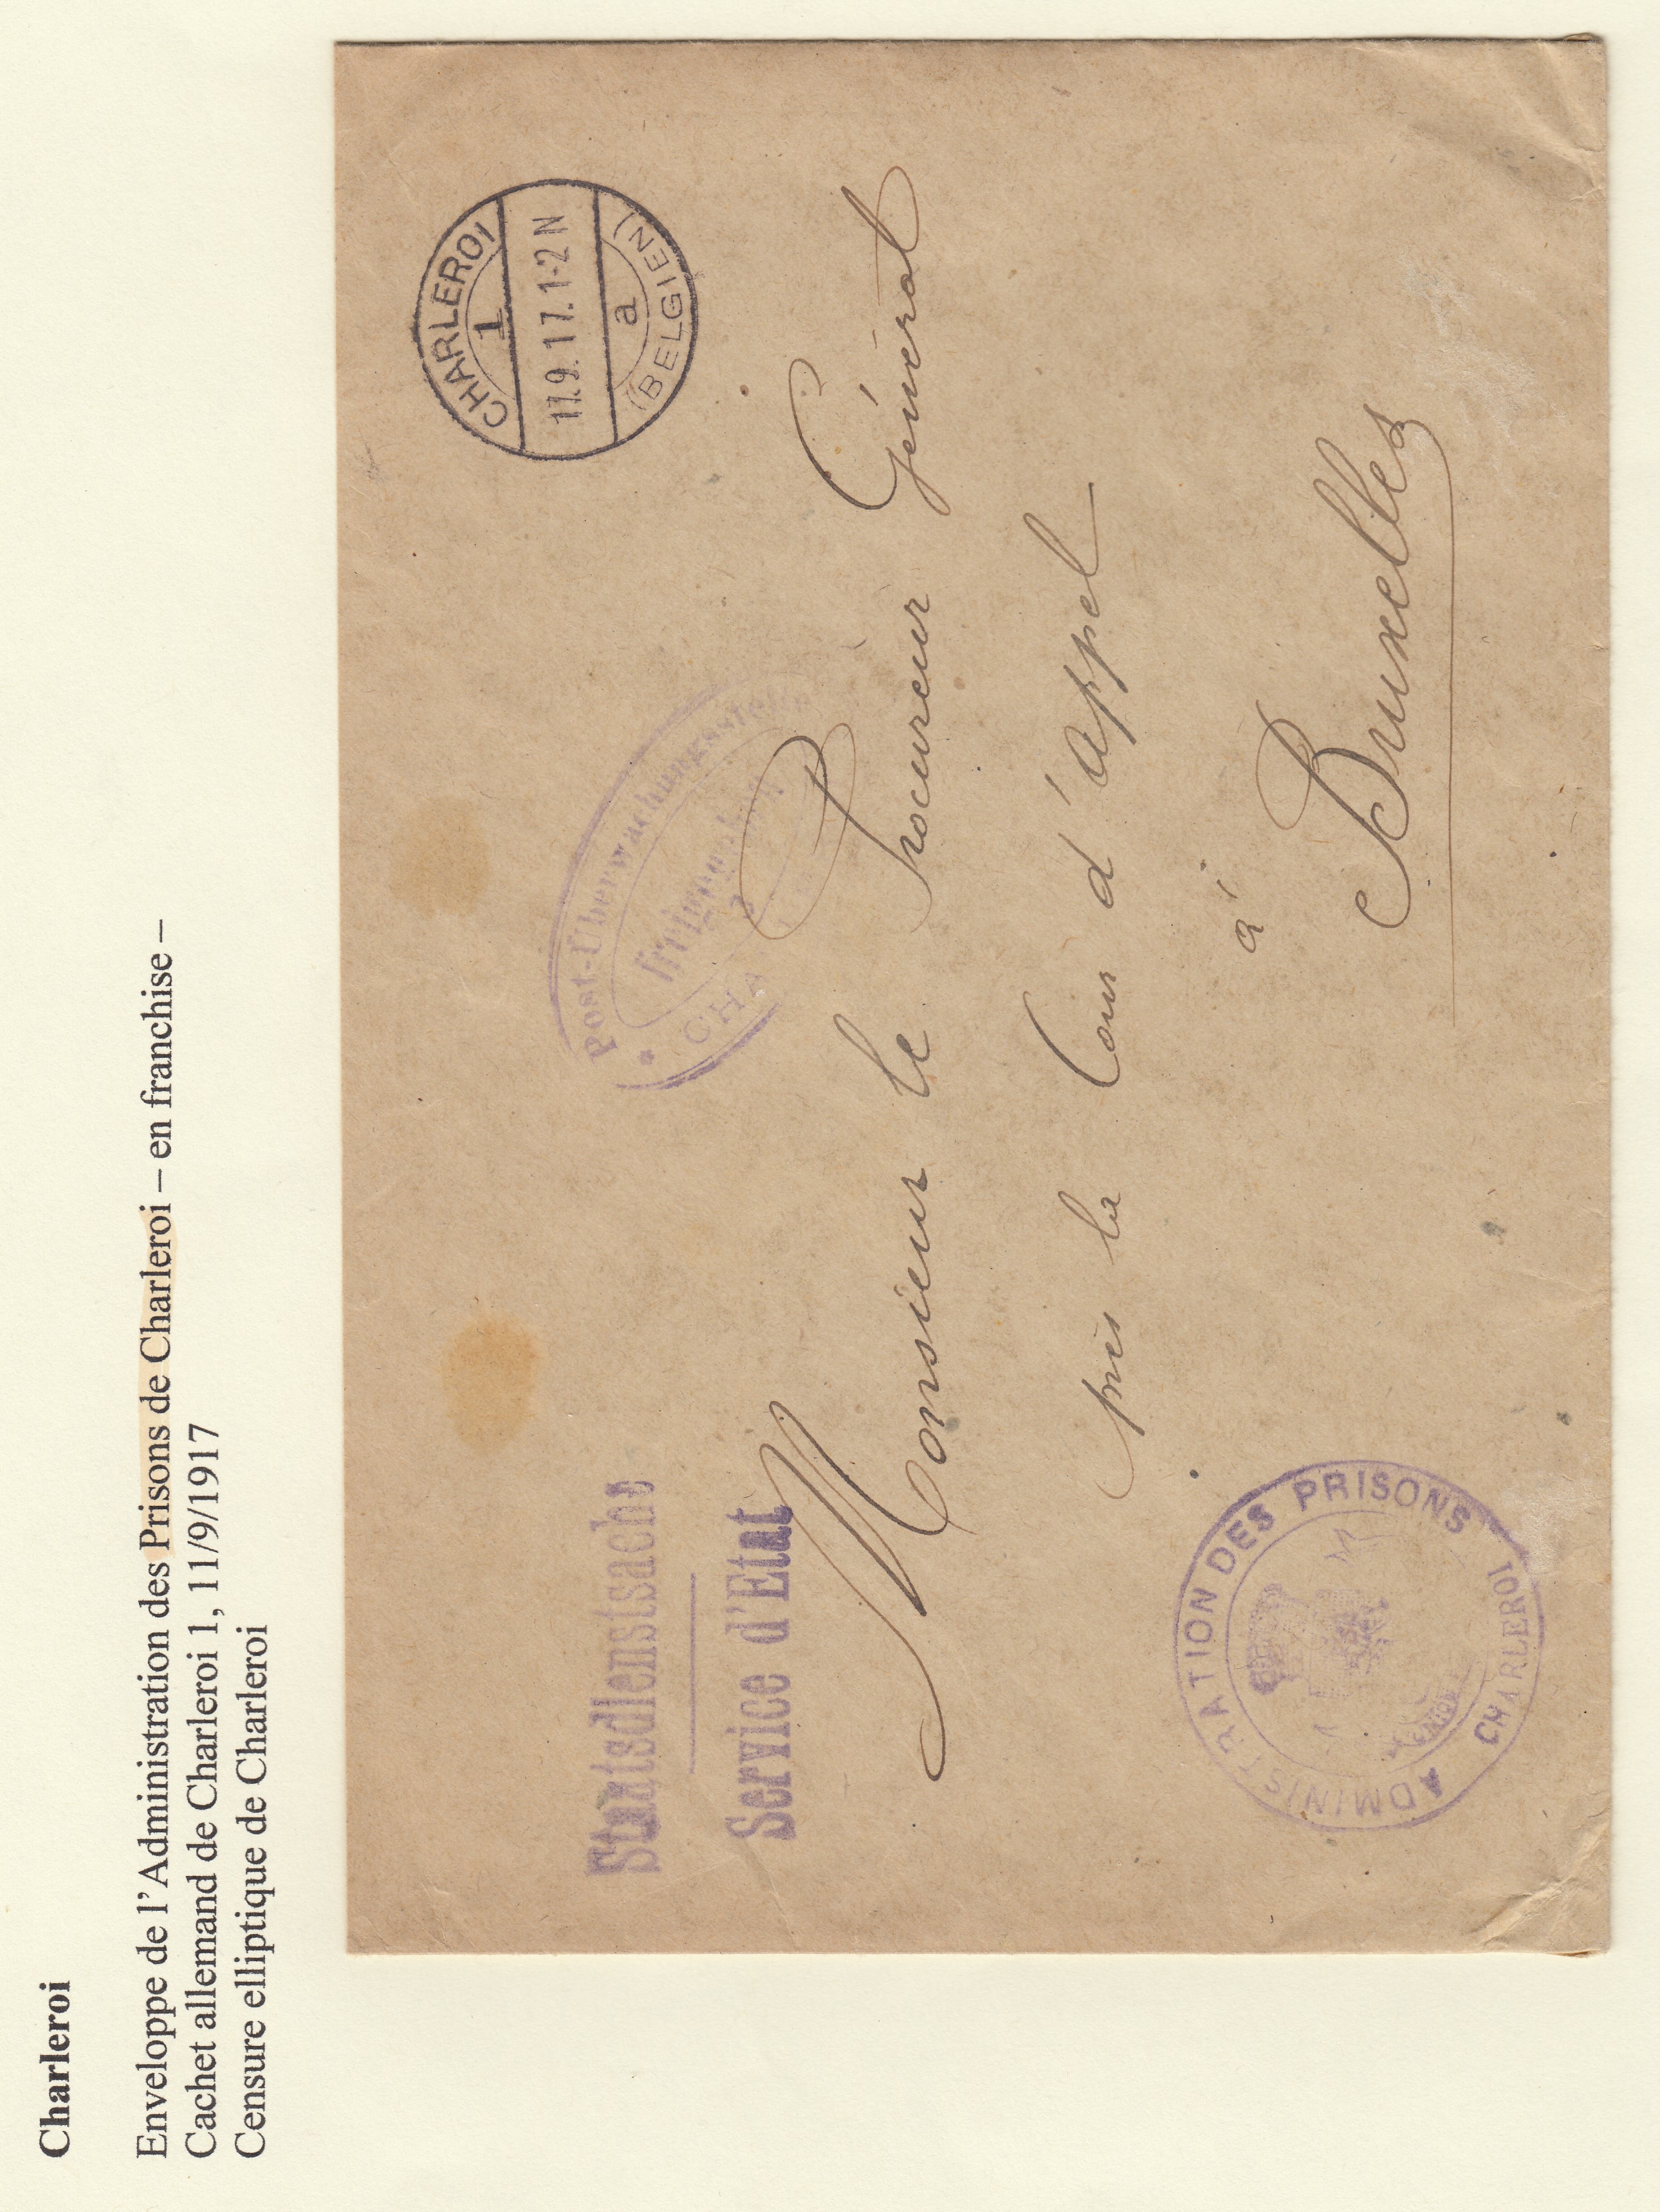 Charleroi
Enveloppe de l'Administration des Prisons de Charleroi – en franchise –
Cachet allemand de Charleroi 1, 11/9/1917
Censure elliptique de Charleroi
CHARLEROI
1
11.9.17.1-2N
a
(BELGIEN)
Staatsdienstsache
Service d'Etat
Post-Überwachungsstelle
Freigegeben
* CHA
Monsieur le Procureur Général
près la Cour d'appel
à
Bruxelles
ADMINISTRATION DES PRISONS
CHARLEROI